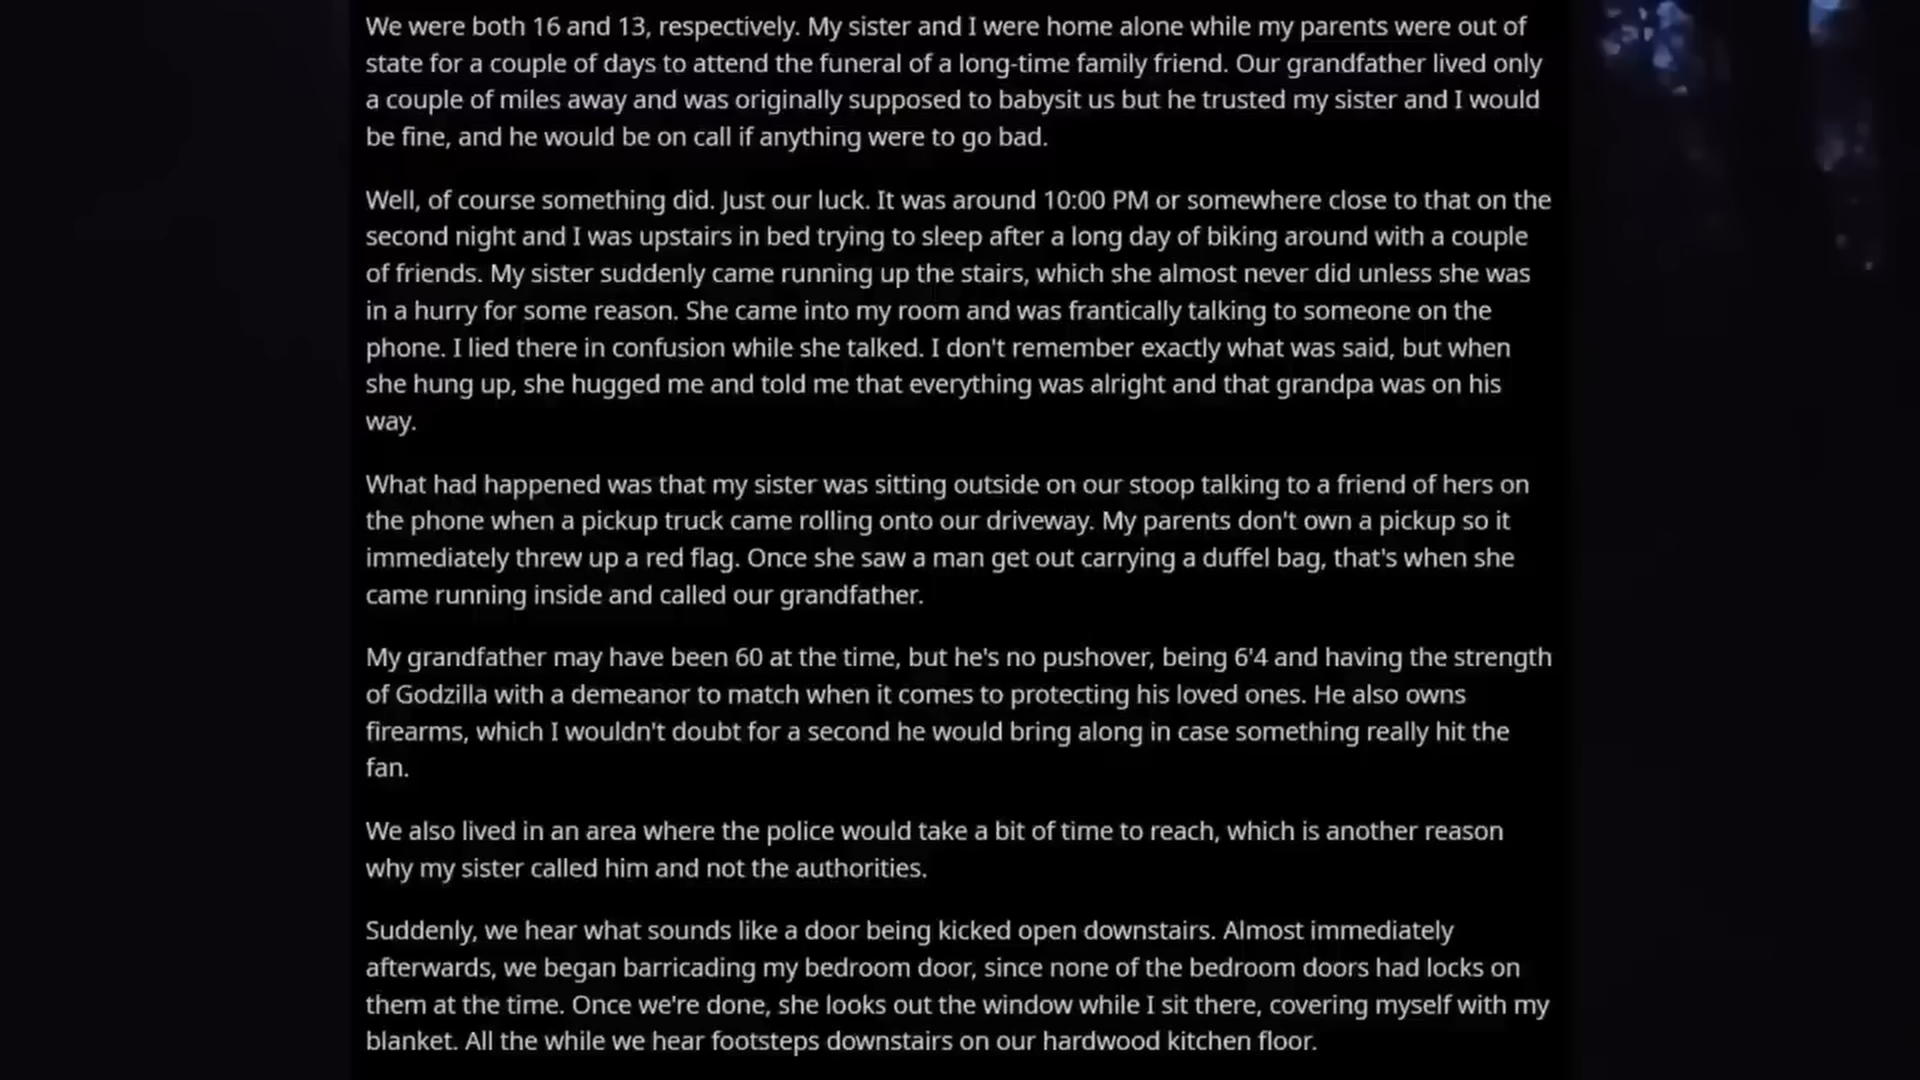 We were both 16 and 13, respectively. My sister and I were home alone while my parents were out of
state for a couple of days to attend the funeral of a long-time family friend. Our grandfather lived only
a couple of miles away and was originally supposed to babysit us but he trusted my sister and I would
be fine, and he would be on call if anything were to go bad.
Well, of course something did. Just our luck. It was around 10:00 PM or somewhere close to that on the
second night and I was upstairs in bed trying to sleep after a long day of biking around with a couple
of friends. My sister suddenly came running up the stairs, which she almost never did unless she was
in a hurry for some reason. She came into my room and was frantically talking to someone on the
phone. I lied there in confusion while she talked. I don't remember exactly what was said, but when
she hung up, she hugged me and told me that everything was alright and that grandpa was on his
way.
What had happened was that my sister was sitting outside on our stoop talking to a friend of hers on
the phone when a pickup truck came rolling onto our driveway. My parents don't own a pickup so it
immediately threw up a red flag. Once she saw a man get out carrying a duffel bag, that's when she
came running inside and called our grandfather.
My grandfather may have been 60 at the time, but he's no pushover, being 6'4 and having the strength
of Godzilla with a demeanor to match when it comes to protecting his loved ones. He also owns
firearms, which I wouldn't doubt for a second he would bring along in case something really hit the
fan.
We also lived in an area where the police would take a bit of time to reach, which is another reason
why my sister called him and not the authorities.
Suddenly, we hear what sounds like a door being kicked open downstairs. Almost immediately
afterwards, we began barricading my bedroom door, since none of the bedroom doors had locks on
them at the time. Once we're done, she looks out the window while I sit there, covering myself with my
blanket. All the while we hear footsteps downstairs on our hardwood kitchen floor.